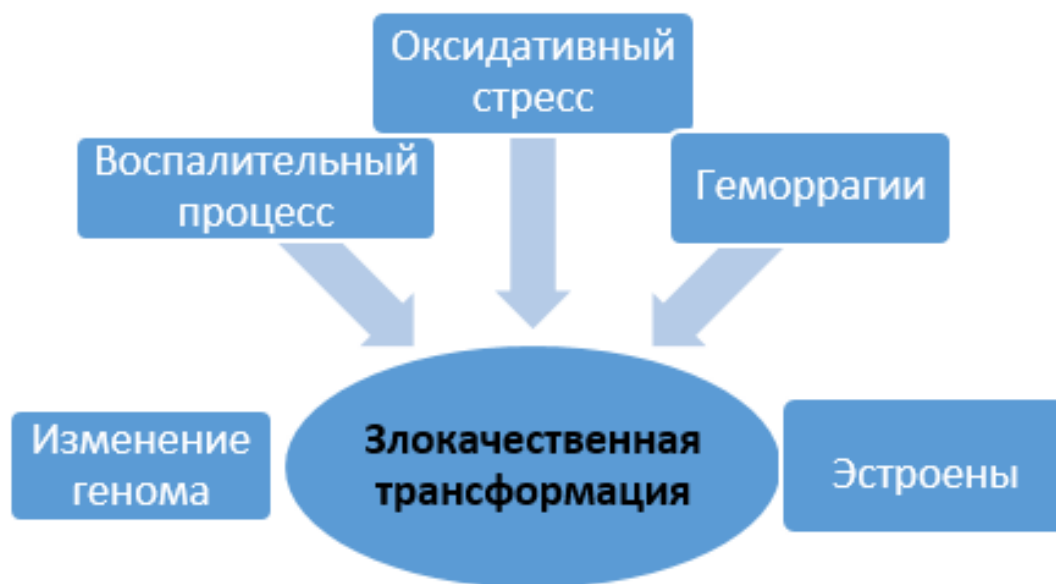 Оксидативный
стресс
Воспалительный
процесс
Геморрагии
Злокачественная
трансформация
Изменение
генома
Эстроены